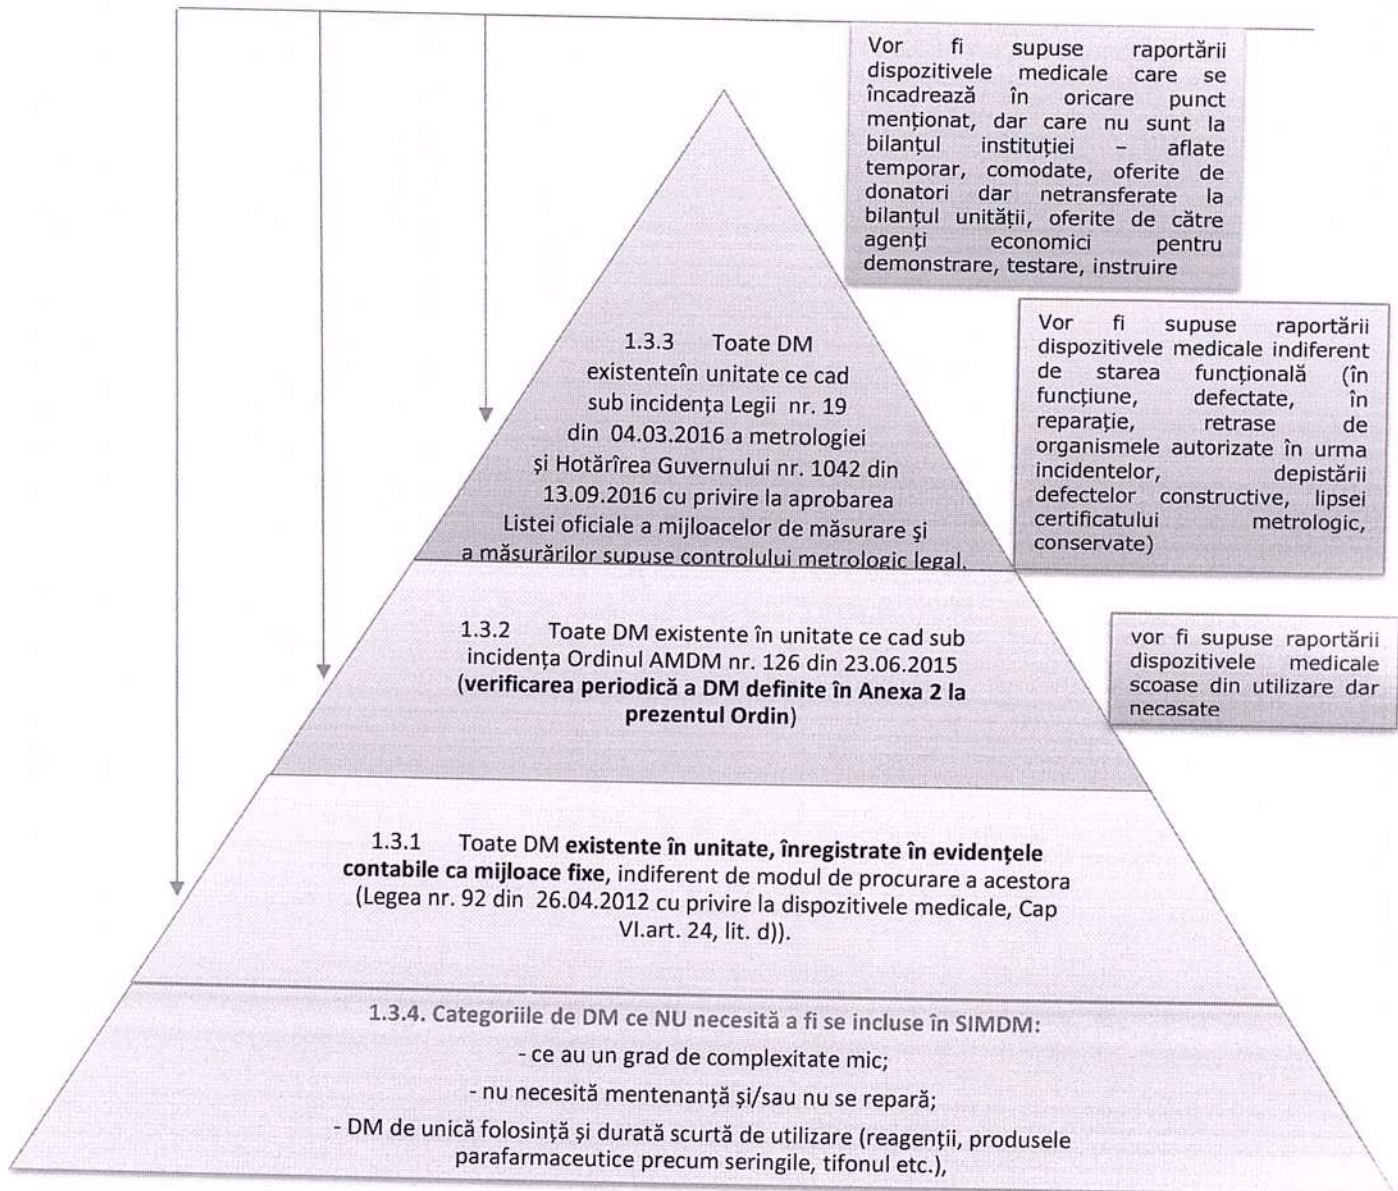 Vor fi supuse raportării
dispozitivele medicale care se
încadrează în oricare punct
menționat, dar care nu sunt la
bilanțul instituției – aflate
temporar, comodate, oferite de
donatori dar netransferate la
bilanțul unității, oferite de către
agenți economici pentru
demonstrare, testare, instruire
Vor fi supuse raportării
dispozitivele medicale indiferent
de starea funcțională (în
funcțiune, defectate, în
reparație, retrase de
organismele autorizate în urma
incidentelor, depistării
defectelor constructive, lipsei
certificatului metrologic,
conservate)
vor fi supuse raportării
dispozitivele medicale
scoase din utilizare dar
necasate
1.3.3 Toate DM
existenteîn unitate ce cad
sub incidența Legii nr. 19
din 04.03.2016 a metrologiei
și Hotărîrea Guvernului nr. 1042 din
13.09.2016 cu privire la aprobarea
Listei oficiale a mijloacelor de măsurare şi
a măsurărilor supuse controlului metrologic legal.
1.3.2 Toate DM existente în unitate ce cad sub
incidența Ordinul AMDM nr. 126 din 23.06.2015
(verificarea periodică a DM definite în Anexa 2 la
prezentul Ordin)
1.3.1 Toate DM existente în unitate, înregistrate în evidențele
contabile ca mijloace fixe, indiferent de modul de procurare a acestora
(Legea nr. 92 din 26.04.2012 cu privire la dispozitivele medicale, Cap
VI.art. 24, lit. d)).
1.3.4. Categoriile de DM ce NU necesită a fi se incluse în SIMDM:
- ce au un grad de complexitate mic;
- nu necesită mentenanță și/sau nu se repară;
- DM de unică folosință și durată scurtă de utilizare (reagenții, produsele
parafarmaceutice precum seringile, tifonul etc.),